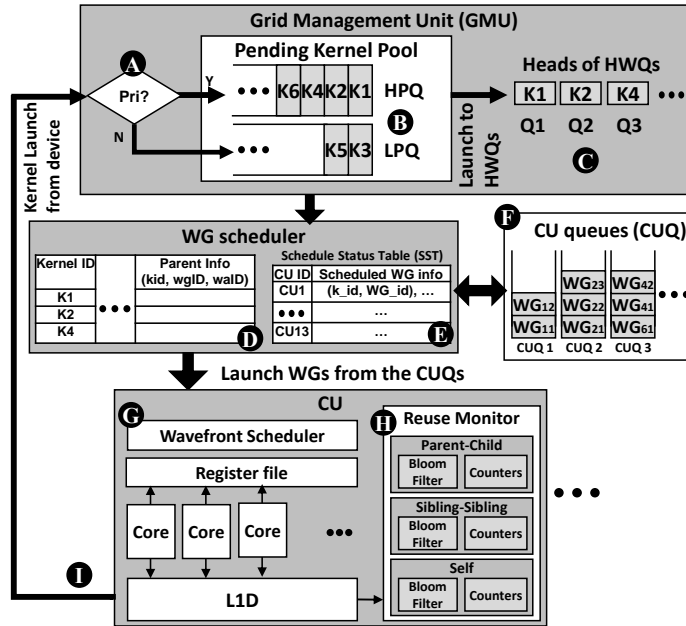 Grid Management Unit (GMU)
Pending Kernel Pool
A
Pri?
Y
N
••• K6 K4 K2 K1 HPQ
B
••• K5 K3 LPQ
Launch to
HWQs
Heads of HWQs
K1 K2 K4 •••
Q1 Q2 Q3
C
Kernel Launch
from device
WG scheduler
Kernel ID Parent Info
(kid, wgID, waID)
K1
•••
K2
K4
D
Schedule Status Table (SST)
CU ID Scheduled WG info
CU1 (k_id, WG_id), ...
••• ...
CU13 ...
E
F
CU queues (CUQ)
WG23 WG42
WG12 WG22 WG41 •••
WG11 WG21 WG61
CUQ 1 CUQ 2 CUQ 3
Launch WGs from the CUQs
CU
G
Wavefront Scheduler
Register file
Core Core Core •••
L1D
H
Reuse Monitor
Parent-Child
Bloom
Filter
Counters
Sibling-Sibling
Bloom
Filter
Counters
Self
Bloom
Filter
Counters
•••
I